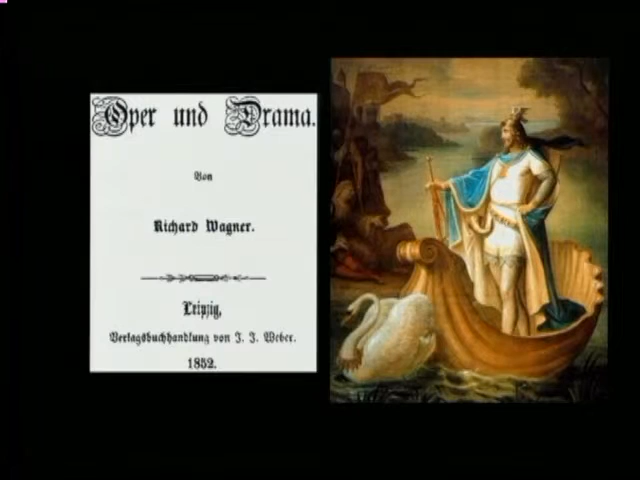 Oper und Drama.
Von
Richard Wagner.
Leipzig,
Verlagsbuchhandlung von J. J. Weber.
1852.